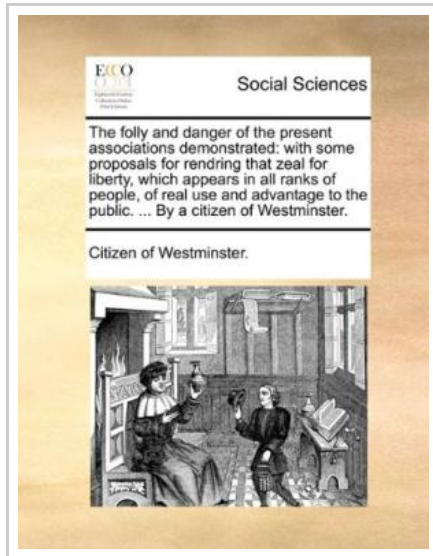 ECCO
Social Sciences
The folly and danger of the present
associations demonstrated: with some
proposals for rendring that zeal for
liberty, which appears in all ranks of
people, of real use and advantage to the
public. ... By a citizen of Westminster.
Citizen of Westminster.